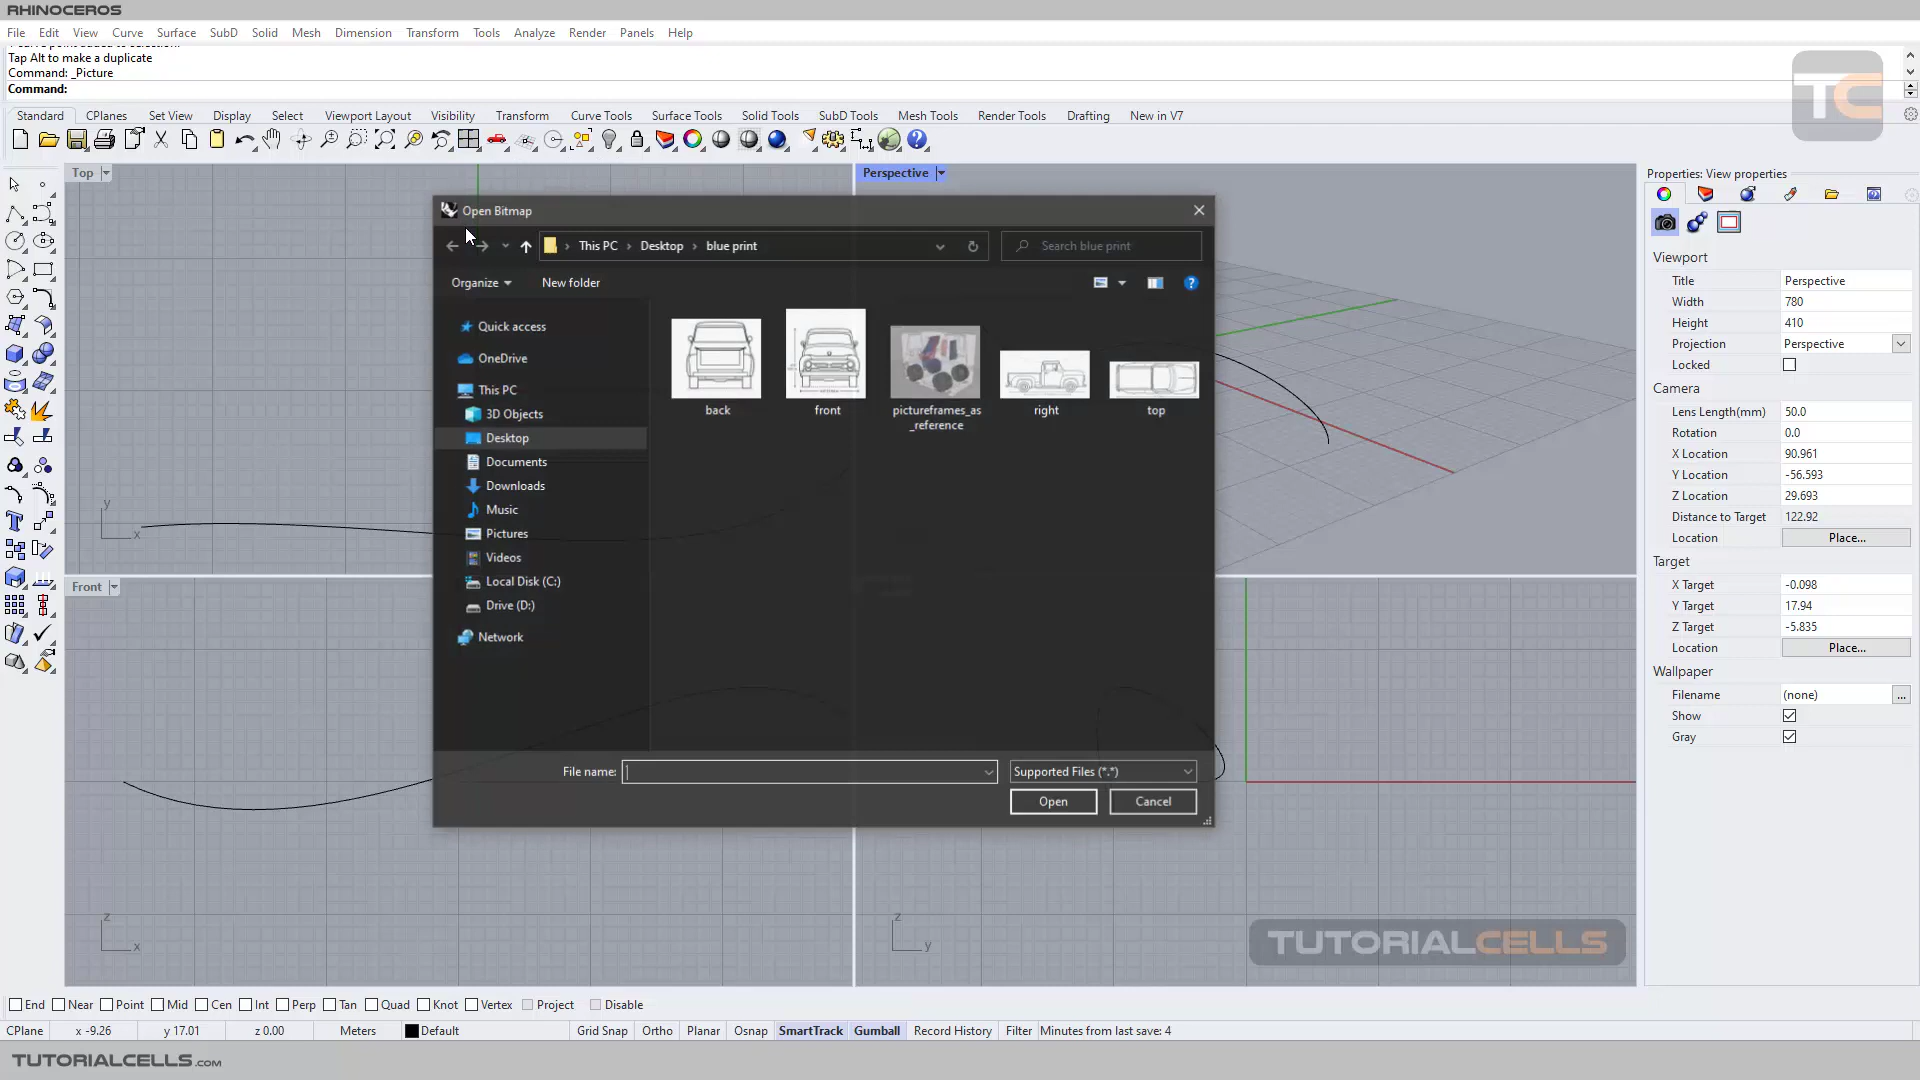 RHINOCEROS
File Edit View Curve Surface SubD Solid Mesh Dimension Transform Tools Analyze Render Panels Help
Tap Alt to make a duplicate
Command: _Picture
Command:
TC
Standard CPlanes Set View Display Select Viewport Layout Visibility Transform Curve Tools Surface Tools Solid Tools SubD Tools Mesh Tools Render Tools Drafting New in V7
Top
Perspective
Front
Open Bitmap
This PC > Desktop > blue print
Search blue print
Organize New folder
Quick access
OneDrive
This PC
3D Objects
Desktop
Documents
Downloads
Music
Pictures
Videos
Local Disk (C:)
Drive (D:)
Network
back
front
pictureframes_as
_reference
right
top
File name:
Supported Files (*.*)
Open
Cancel
y
x
z
x
z
y
Properties: View properties
Viewport
Title Perspective
Width 780
Height 410
Projection Perspective
Locked
Camera
Lens Length(mm) 50.0
Rotation 0.0
X Location 90.961
Y Location -56.593
Z Location 29.693
Distance to Target 122.92
Location Place...
Target
X Target -0.098
Y Target 17.94
Z Target -5.835
Location Place...
Wallpaper
Filename (none) ...
Show
Gray
TUTORIALCELLS
End Near Point Mid Cen Int Perp Tan Quad Knot Vertex Project Disable
CPlane x -9.26 y 17.01 z 0.00 Meters Default Grid Snap Ortho Planar Osnap SmartTrack Gumball Record History Filter Minutes from last save: 4
TUTORIALCELLS.COM